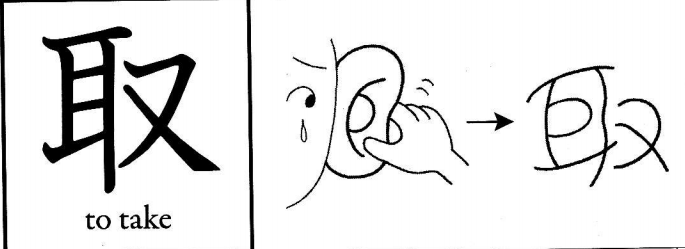 取
to take